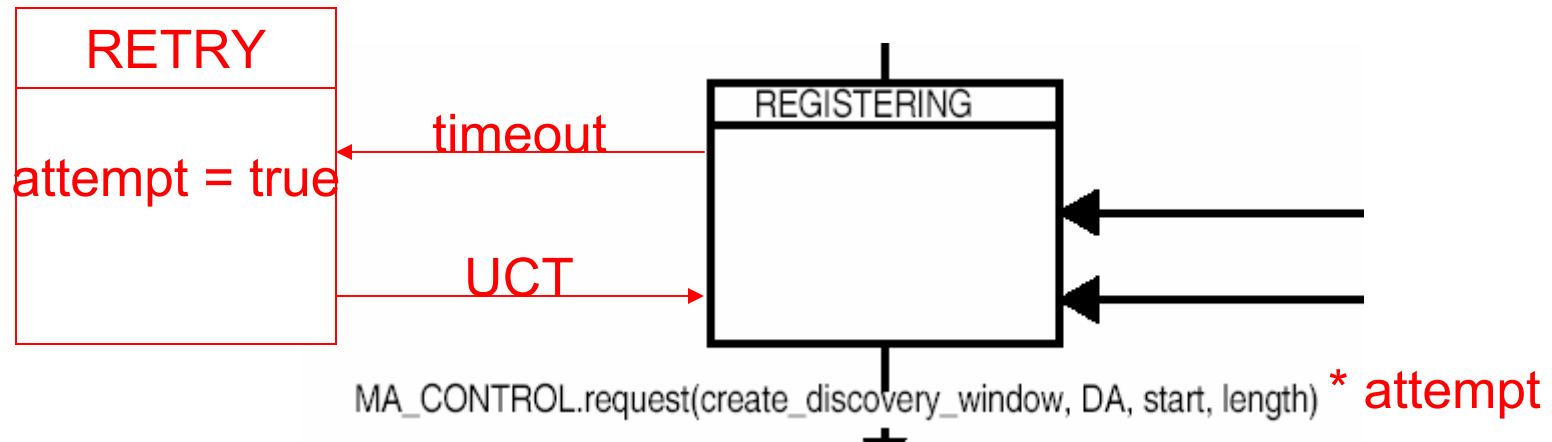 RETRY
REGISTERING
timeout
attempt = true
UCT
MA_CONTROL.request(create_discovery_window, DA, start, length) * attempt